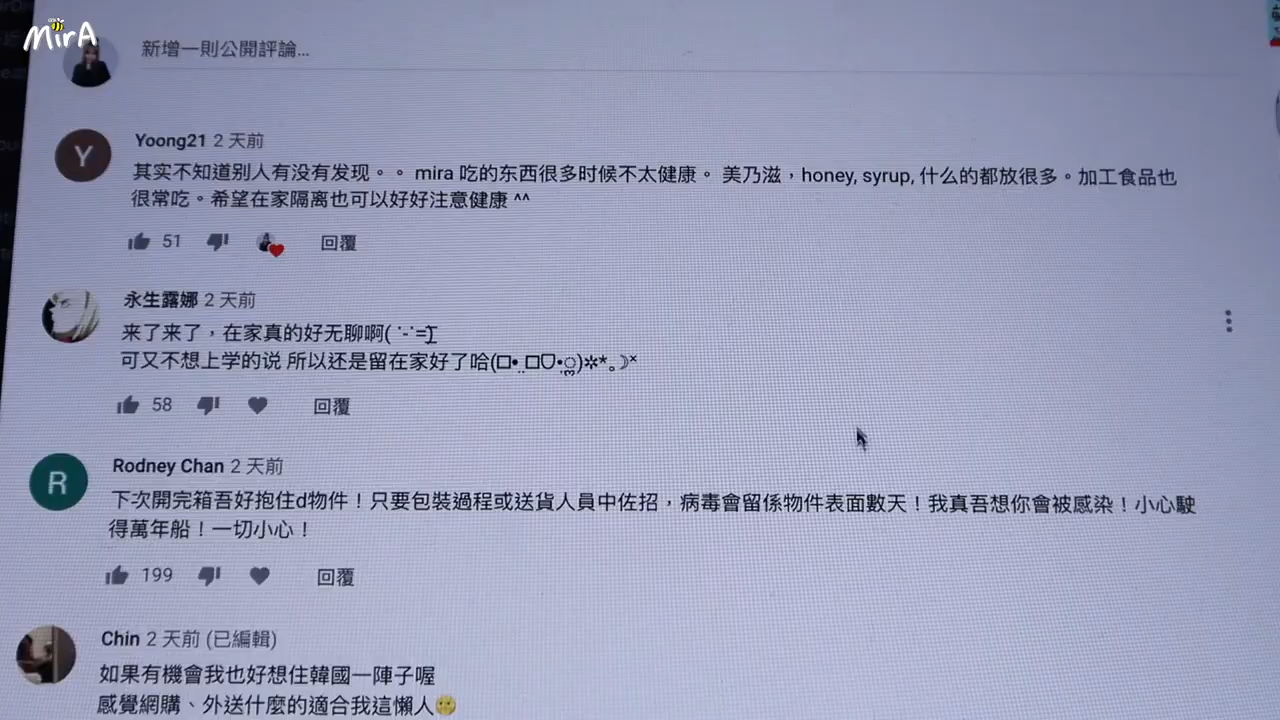 MirA
新增一則公開評論...
Yoong21 2 天前
其实不知道别人有没有发现。。 mira 吃的东西很多时候不太健康。 美乃滋，honey, syrup, 什么的都放很多。加工食品也
很常吃。希望在家隔离也可以好好注意健康 ^^
51 回覆
永生露娜 2 天前
来了来了，在家真的好无聊啊( ˙-˙=͟͟͞͞)
可又不想上学的说 所以还是留在家好了哈
58 回覆
Rodney Chan 2 天前
下次開完箱吾好抱住d物件！只要包裝過程或送貨人員中佐招，病毒會留係物件表面數天！我真吾想你會被感染！小心駛
得萬年船！一切小心！
199 回覆
Chin 2 天前 (已編輯)
如果有機會我也好想住韓國一陣子喔
感覺網購、外送什麼的適合我這懶人